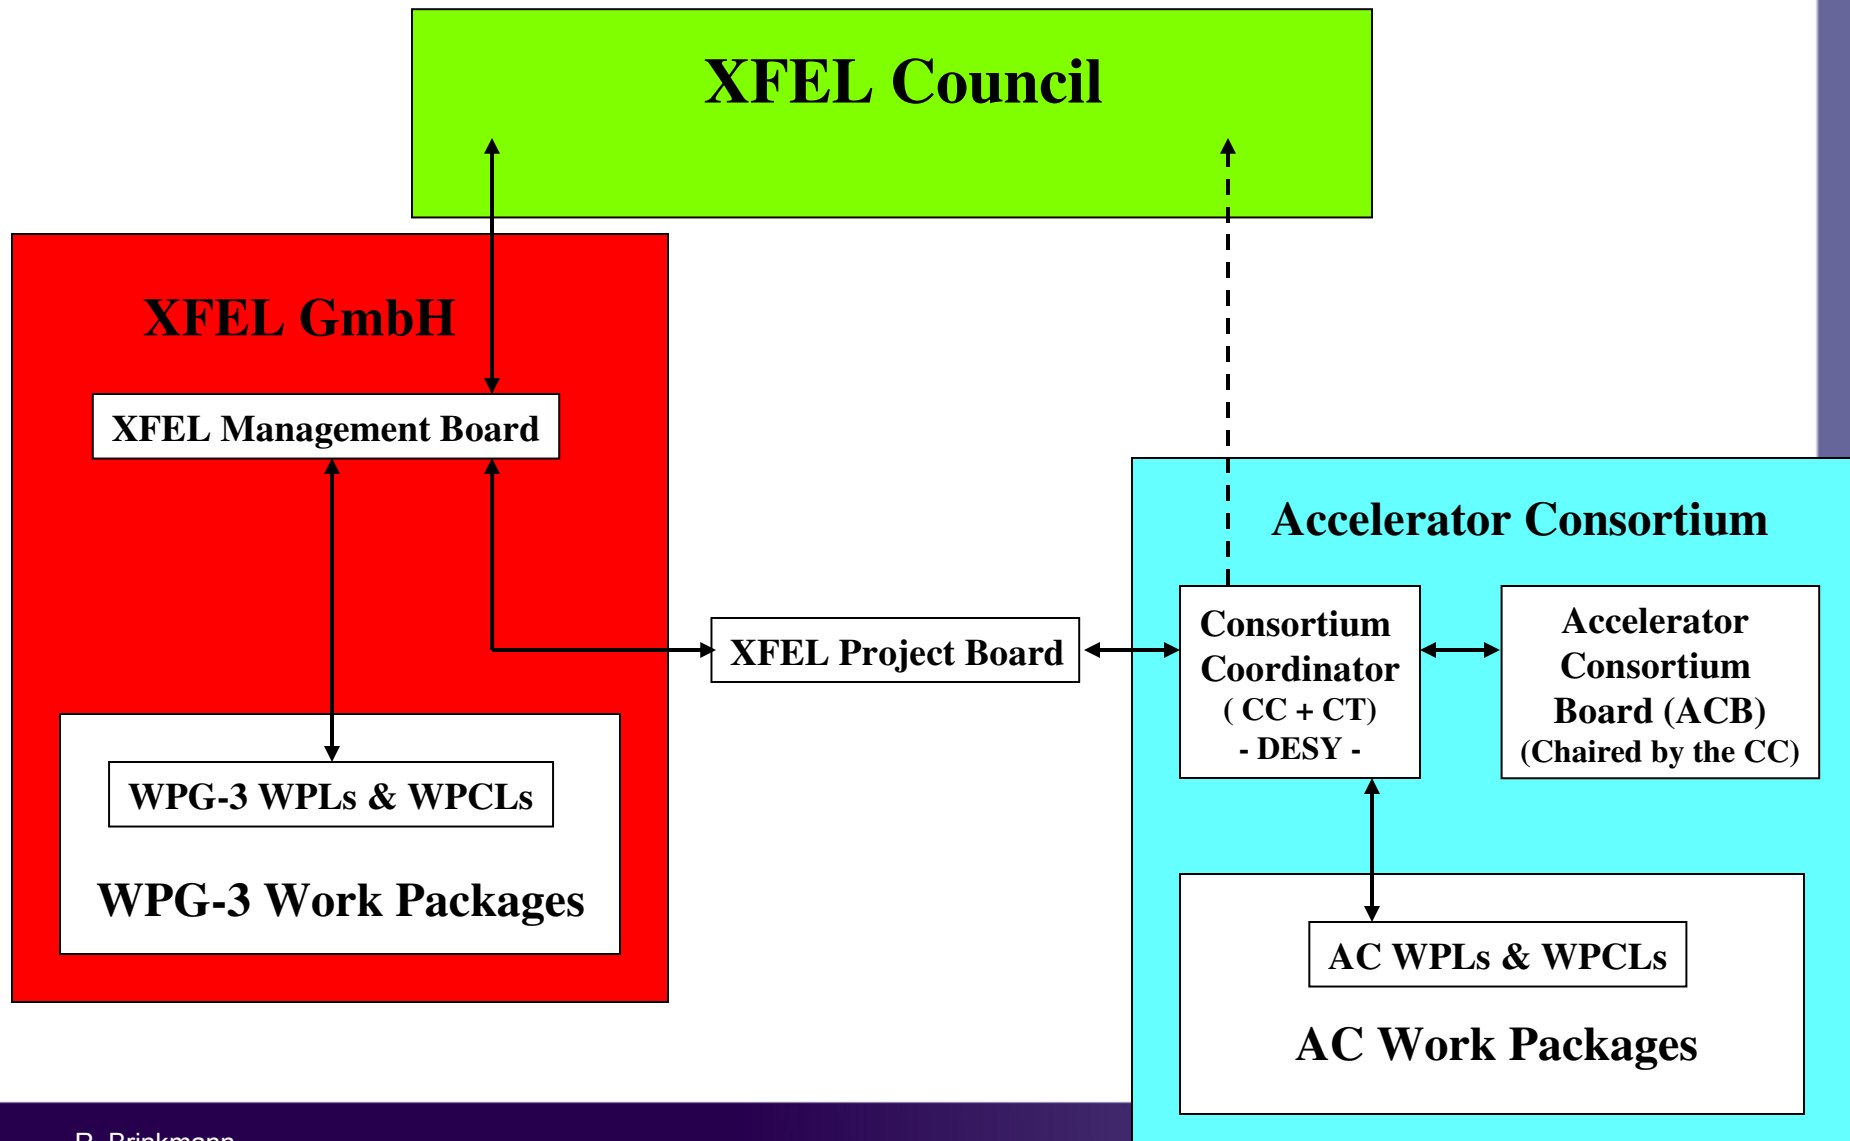 XFEL Council
XFEL GmbH
XFEL Management Board
Accelerator Consortium
XFEL Project Board
Consortium
Coordinator
( CC + CT)
- DESY -
Accelerator
Consortium
Board (ACB)
(Chaired by the CC)
WPG-3 WPLs & WPCLs
WPG-3 Work Packages
AC WPLs & WPCLs
AC Work Packages
R. Brinkmann